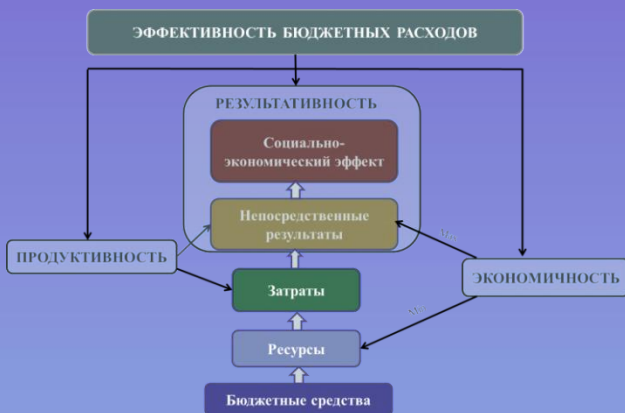 ЭФФЕКТИВНОСТЬ БЮДЖЕТНЫХ РАСХОДОВ
РЕЗУЛЬТАТИВНОСТЬ
Социально-
экономический эффект
Непосредственные
результаты
ПРОДУКТИВНОСТЬ
ЭКОНОМИЧНОСТЬ
Затраты
Ресурсы
Бюджетные средства